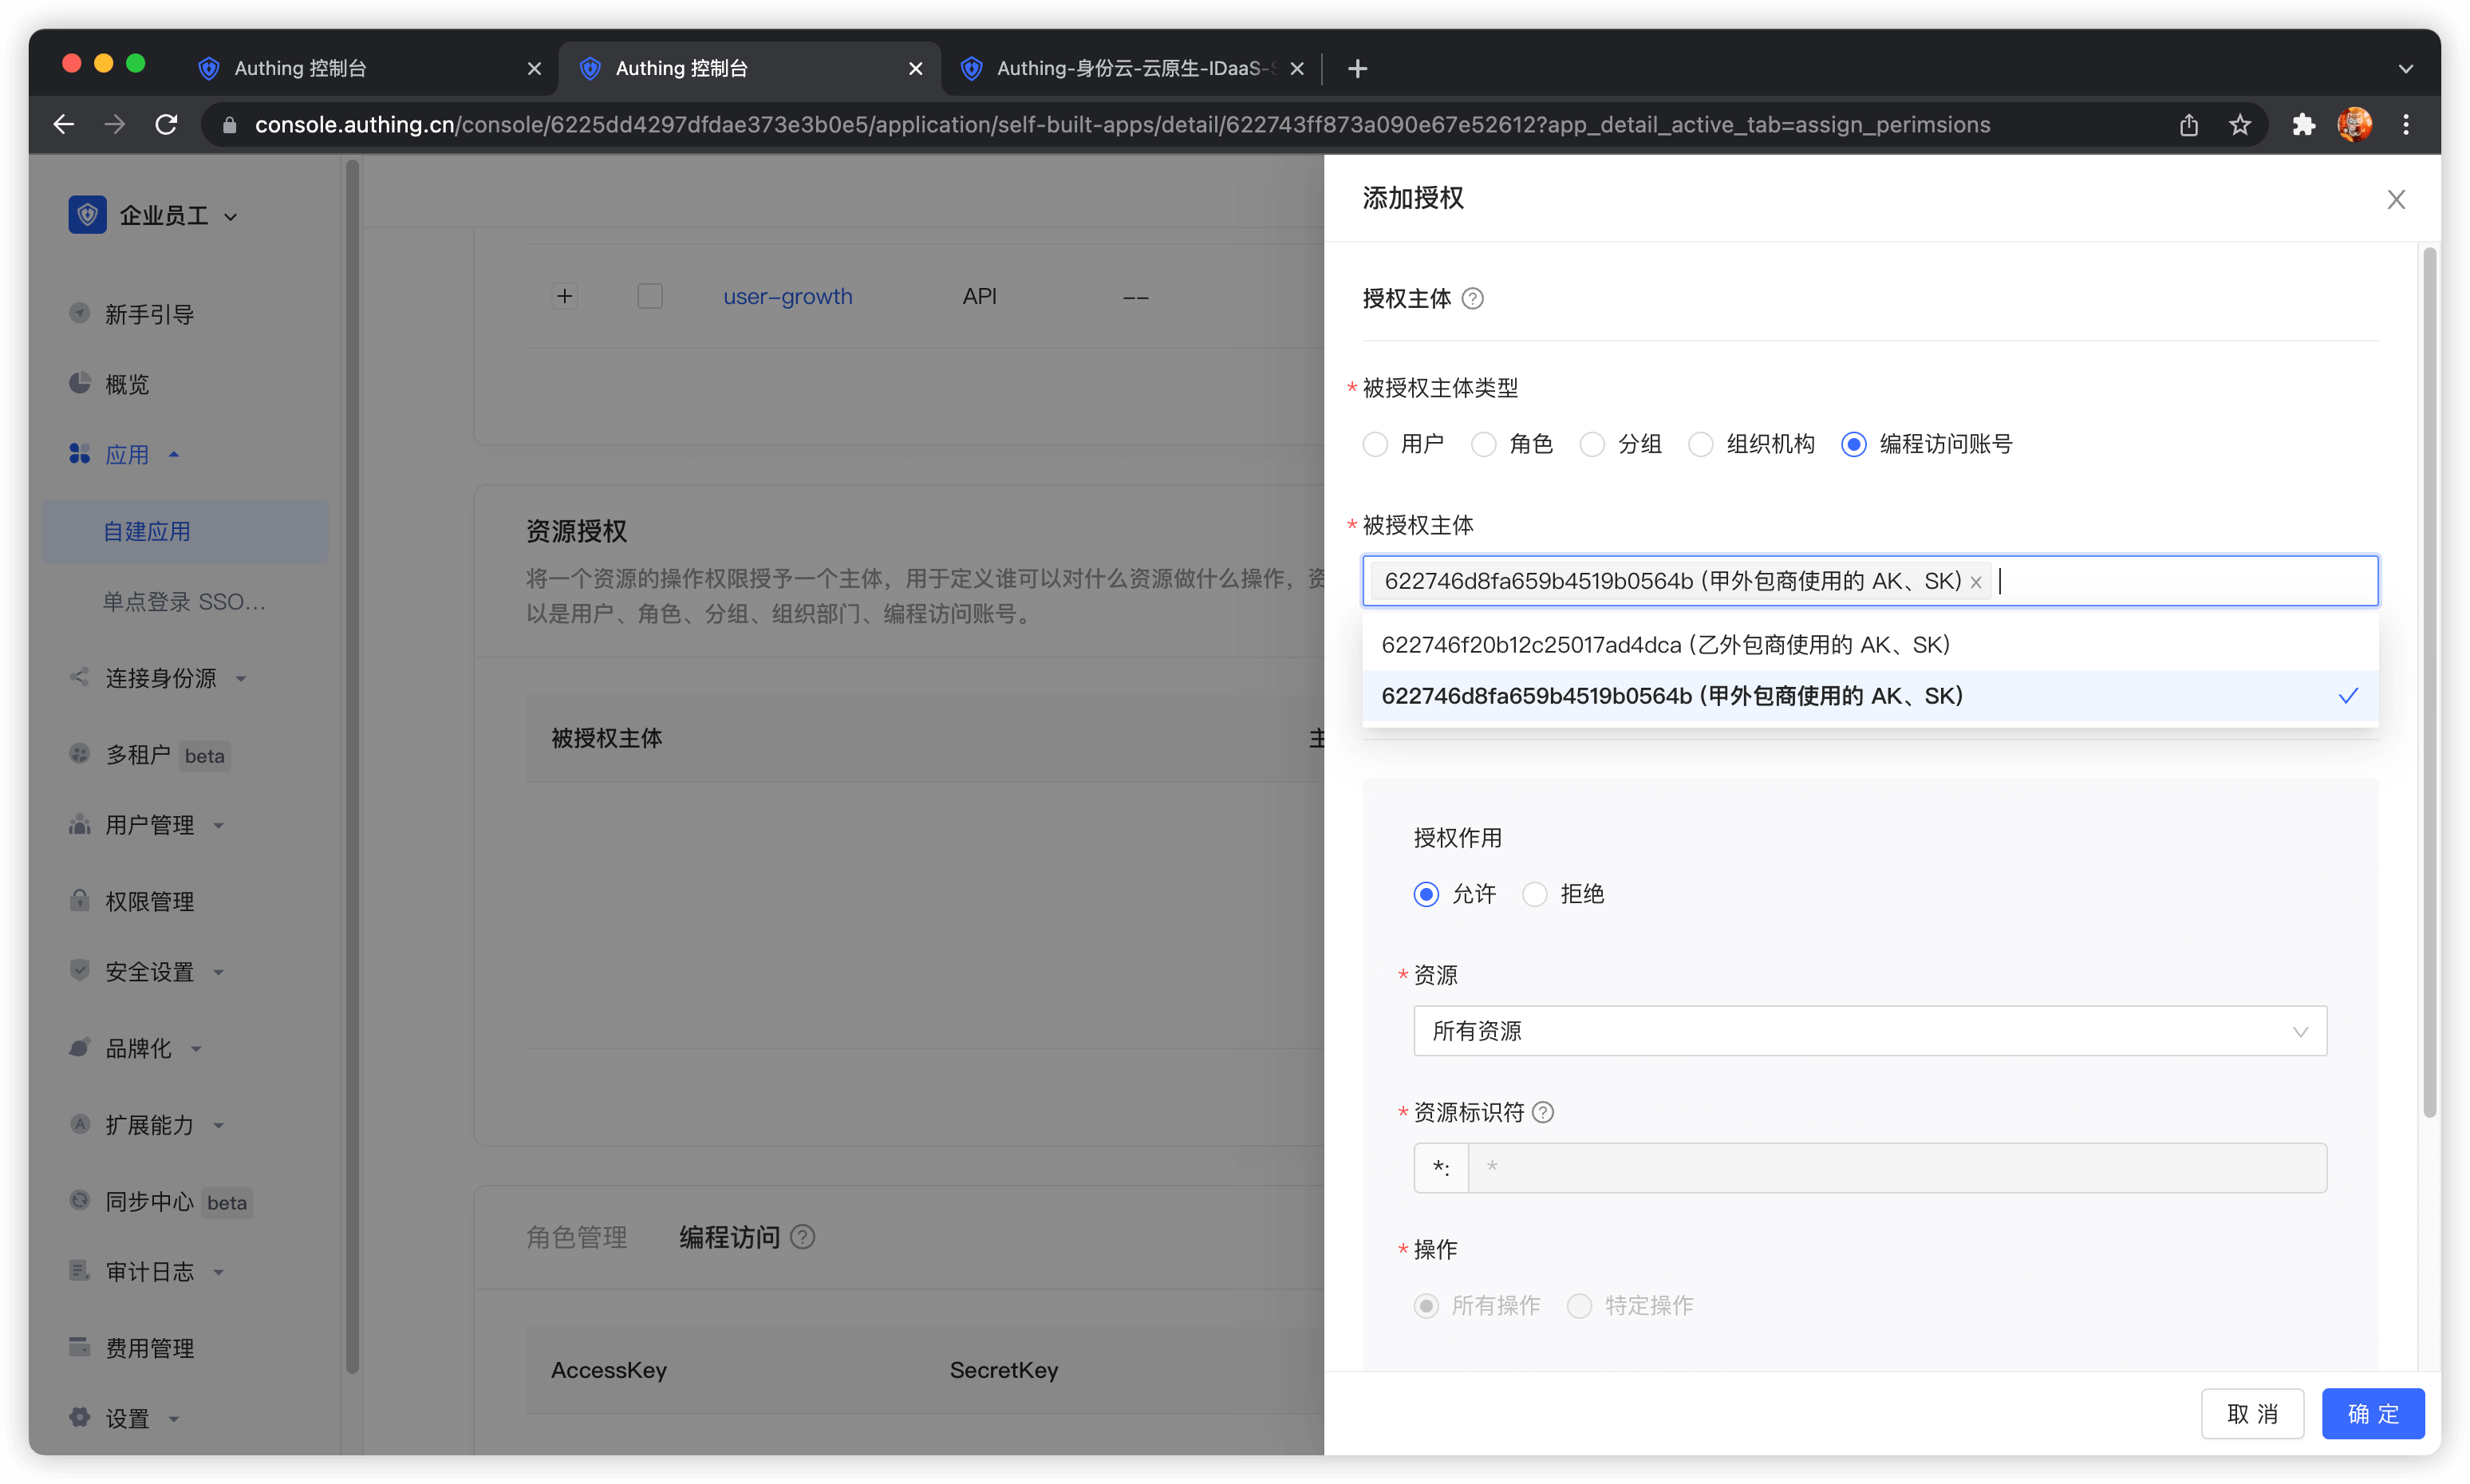 Authing 控制台
Authing 控制台
Authing-身份云-云原生-IDaaS-
console.authing.cn/console/6225dd4297dfdae373e3b0e5/application/self-built-apps/detail/622743ff873a090e67e52612?app_detail_active_tab=assign_perimsions
企业员工
新手引导
概览
应用
自建应用
单点登录 SSO...
连接身份源
多租户 beta
用户管理
权限管理
安全设置
品牌化
扩展能力
同步中心 beta
审计日志
费用管理
设置
user-growth API --
资源授权
将一个资源的操作权限授予一个主体，用于定义谁可以对什么资源做什么操作，资
以是用户、角色、分组、组织部门、编程访问账号。
被授权主体 主
角色管理 编程访问
AccessKey SecretKey
添加授权
授权主体
* 被授权主体类型
用户 角色 分组 组织机构 编程访问账号
* 被授权主体
622746d8fa659b4519b0564b (甲外包商使用的 AK、SK)
622746f20b12c25017ad4dca (乙外包商使用的 AK、SK)
622746d8fa659b4519b0564b (甲外包商使用的 AK、SK)
授权作用
允许 拒绝
* 资源
所有资源
* 资源标识符
*: *
* 操作
所有操作 特定操作
取 消 确 定